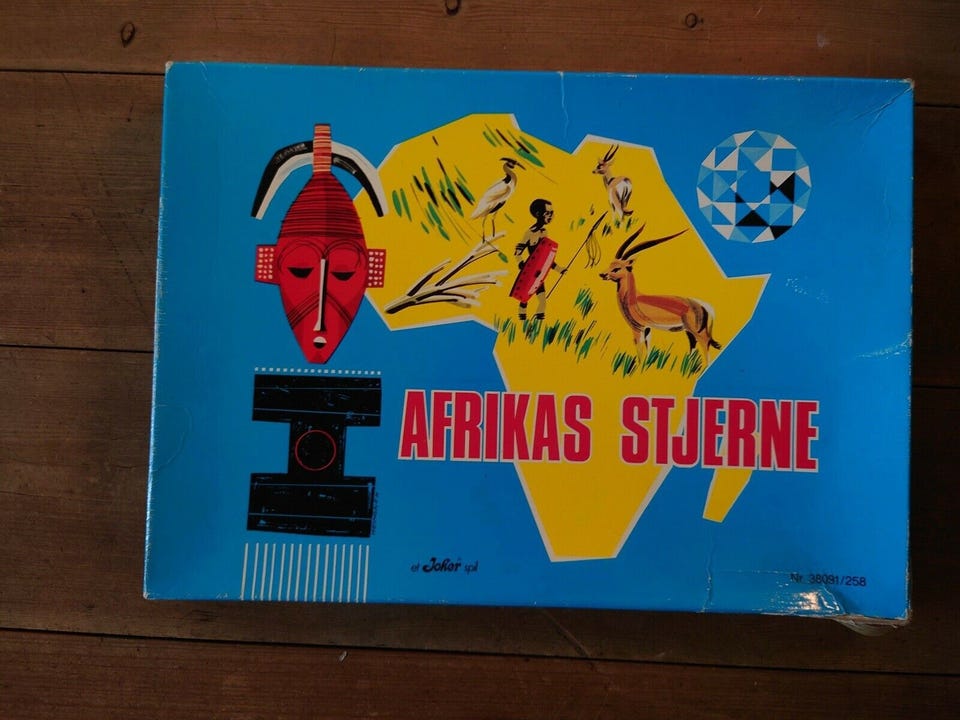 AFRIKAS STJERNE
et Joker spil
Nr. 38091/258